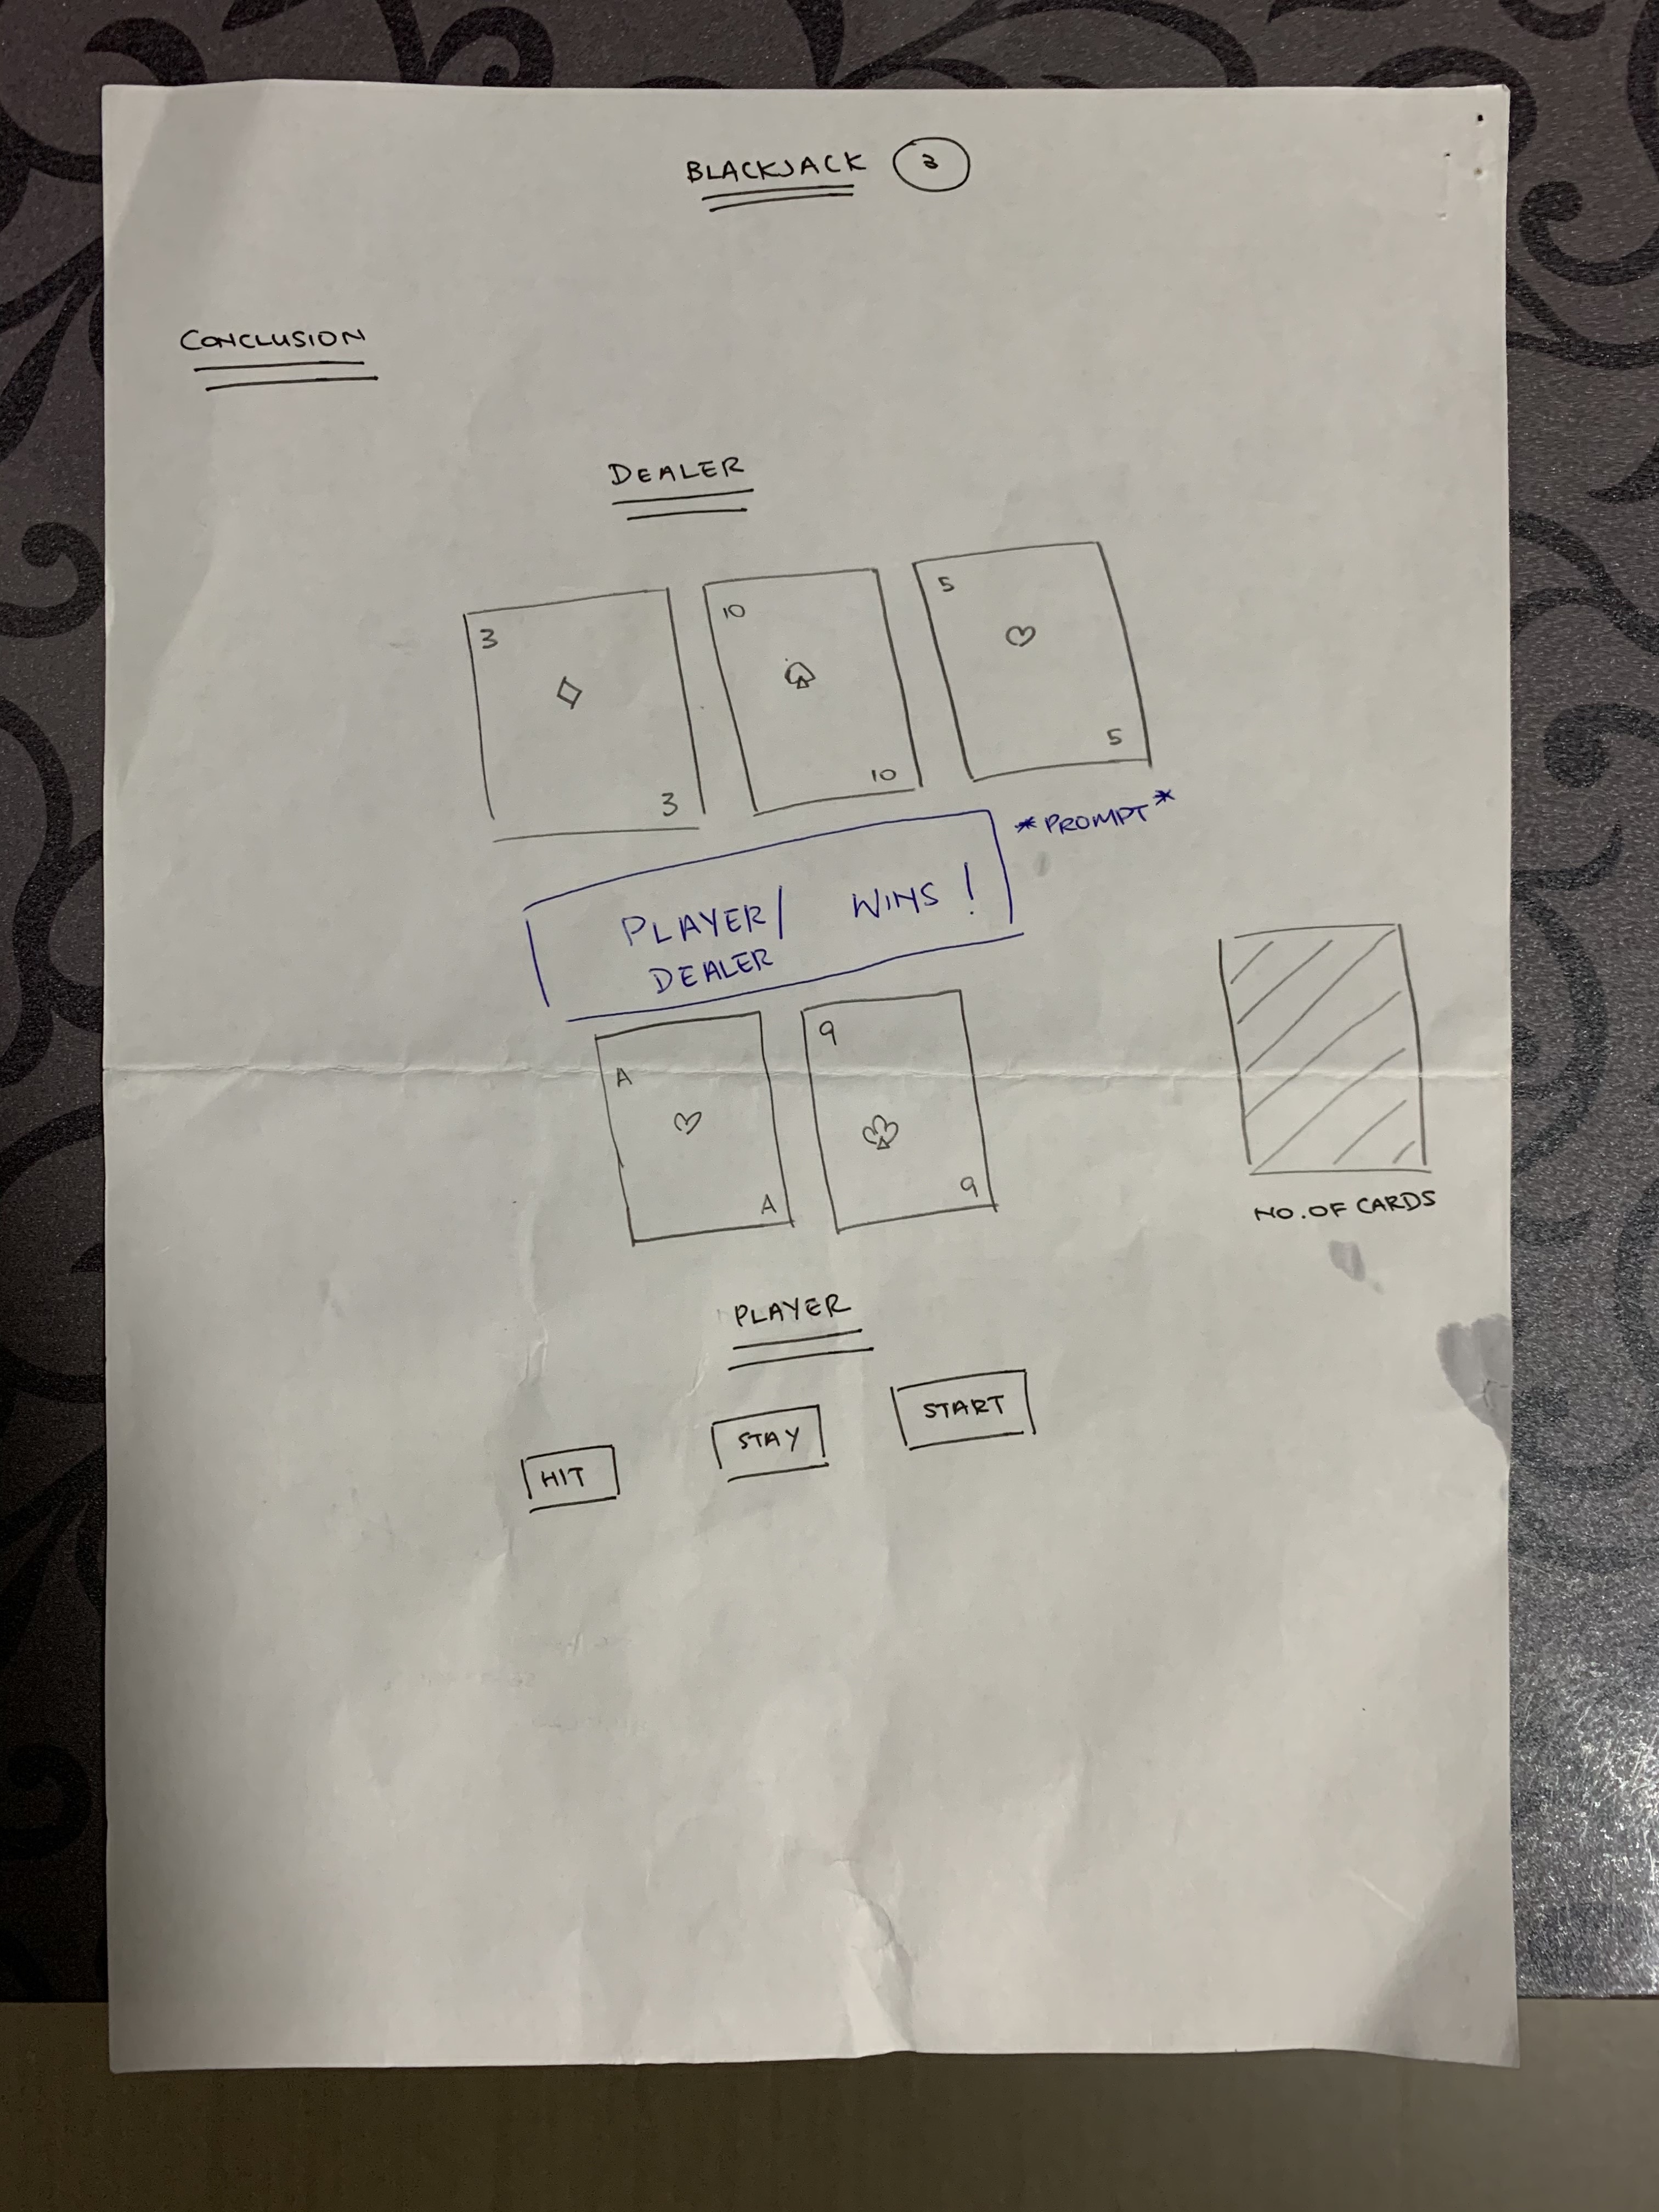 BLACKJACK 3
CONCLUSION
DEALER
3
10
5
3
10
5
*PROMPT*
PLAYER/ WINS!
DEALER
A
9
A
9
NO. OF CARDS
PLAYER
HIT
STAY
START